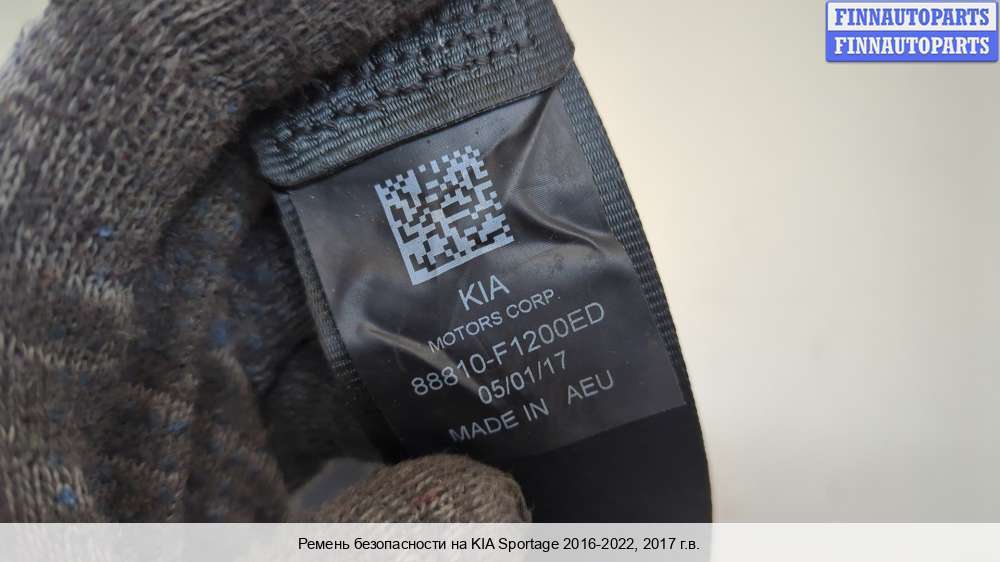 FINNAUTOPARTS
FINNAUTOPARTS
KIA
MOTORS CORP.
88810-F1200ED
05/01/17
MADE IN AEU
Ремень безопасности на KIA Sportage 2016-2022, 2017 г.в.